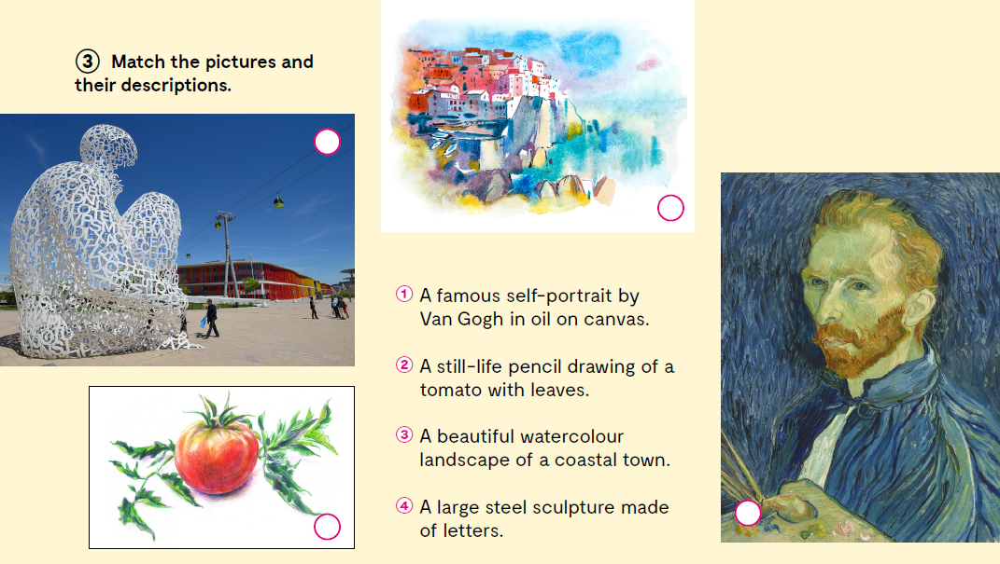 3 Match the pictures and
their descriptions.
1 A famous self-portrait by
Van Gogh in oil on canvas.
2 A still-life pencil drawing of a
tomato with leaves.
3 A beautiful watercolour
landscape of a coastal town.
4 A large steel sculpture made
of letters.